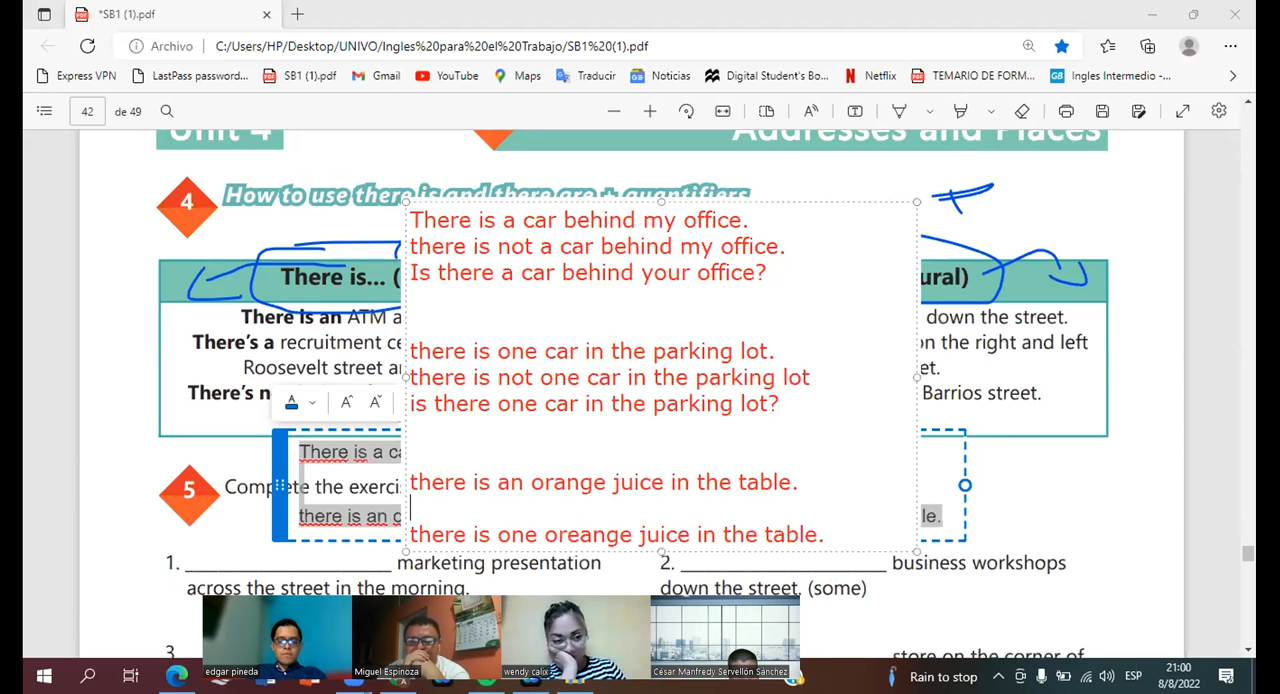 *SB1 (1).pdf
Archivo
C:/Users/HP/Desktop/UNIVO/Ingles%20para%20el%20Trabajo/SB1%20(1).pdf
Express VPN
LastPass password...
SB1 (1).pdf
Gmail
YouTube
Maps
Traducir
Noticias
Digital Student's Bo...
Netflix
TEMARIO DE FORM...
Ingles Intermedio -...
42 de 49
Unit 4
Addresses and Places
4 How to use there is and there are + quantifiers
There is a car behind my office.
there is not a car behind my office.
Is there a car behind your office?
there is one car in the parking lot.
there is not one car in the parking lot
is there one car in the parking lot?
there is an orange juice in the table.
there is one oreange juice in the table.
There is... (
ural)
There is an ATM a
down the street.
There's a recruitment ce
on the right and left
Roosevelt street a
et.
There's n
Barrios street.
There is a ca
5 Complete the exerci
there is an o
le.
1. ____________________ marketing presentation
across the street in the morning.
2. ____________________ business workshops
down the street. (some)
3.
store on the corner of
edgar pineda
Miguel Espinoza
wendy calix
César Manfredy Servellón Sánchez
Rain to stop
ESP
21:00
8/8/2022